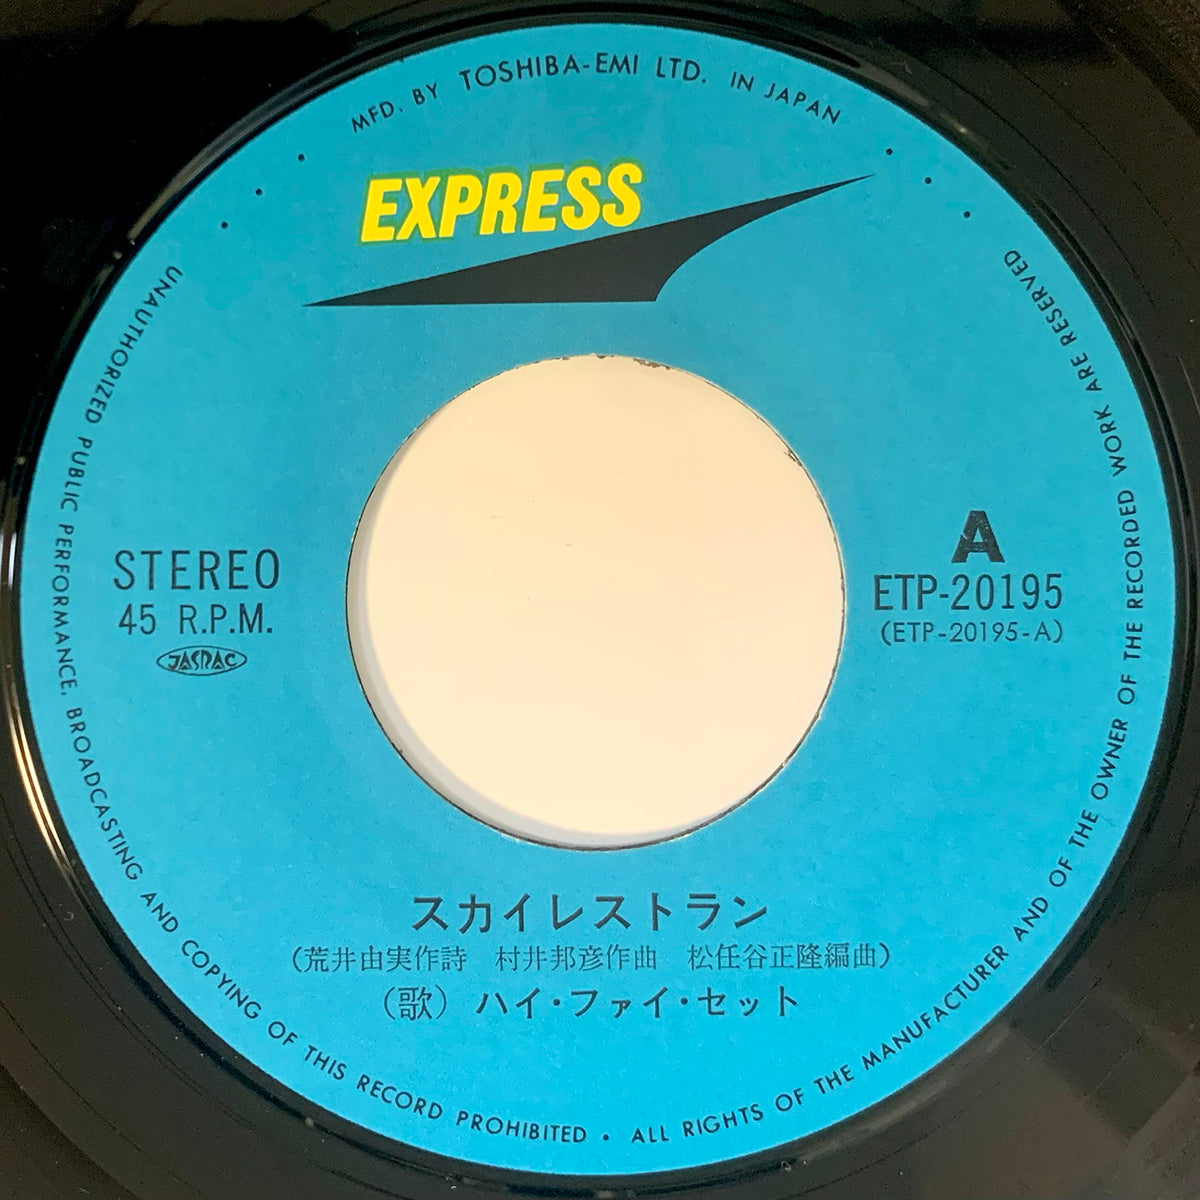 MFD. BY TOSHIBA-EMI LTD. IN JAPAN
EXPRESS
STEREO
45 R.P.M.
JASRAC
A
ETP-20195
(ETP-20195-A)
スカイレストラン
(荒井由実作詩 村井邦彦作曲 松任谷正隆編曲)
(歌) ハイ・ファイ・セット
UNAUTHORIZED PUBLIC PERFORMANCE, BROADCASTING AND COPYING OF THIS RECORD PROHIBITED • ALL RIGHTS OF THE MANUFACTURER AND OF THE OWNER OF THE RECORDED WORK ARE RESERVED